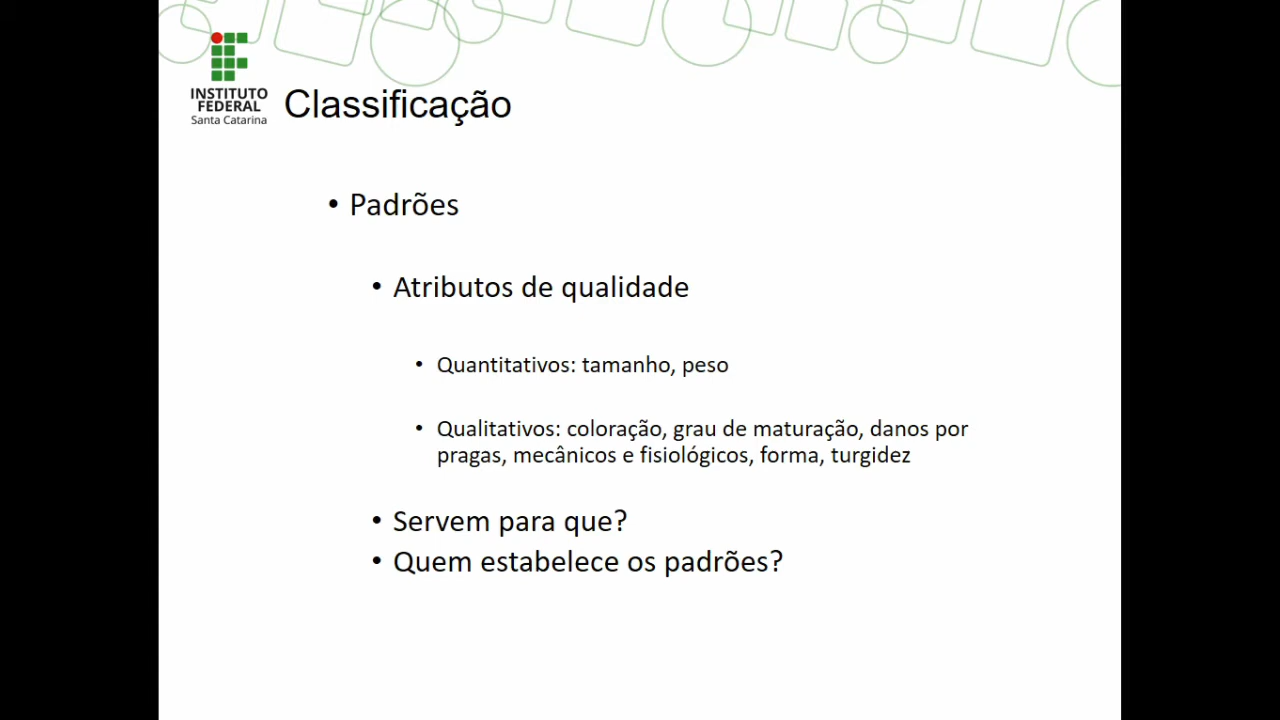 INSTITUTO
FEDERAL
Santa Catarina
Classificação
• Padrões
• Atributos de qualidade
• Quantitativos: tamanho, peso
• Qualitativos: coloração, grau de maturação, danos por
pragas, mecânicos e fisiológicos, forma, turgidez
• Servem para que?
• Quem estabelece os padrões?